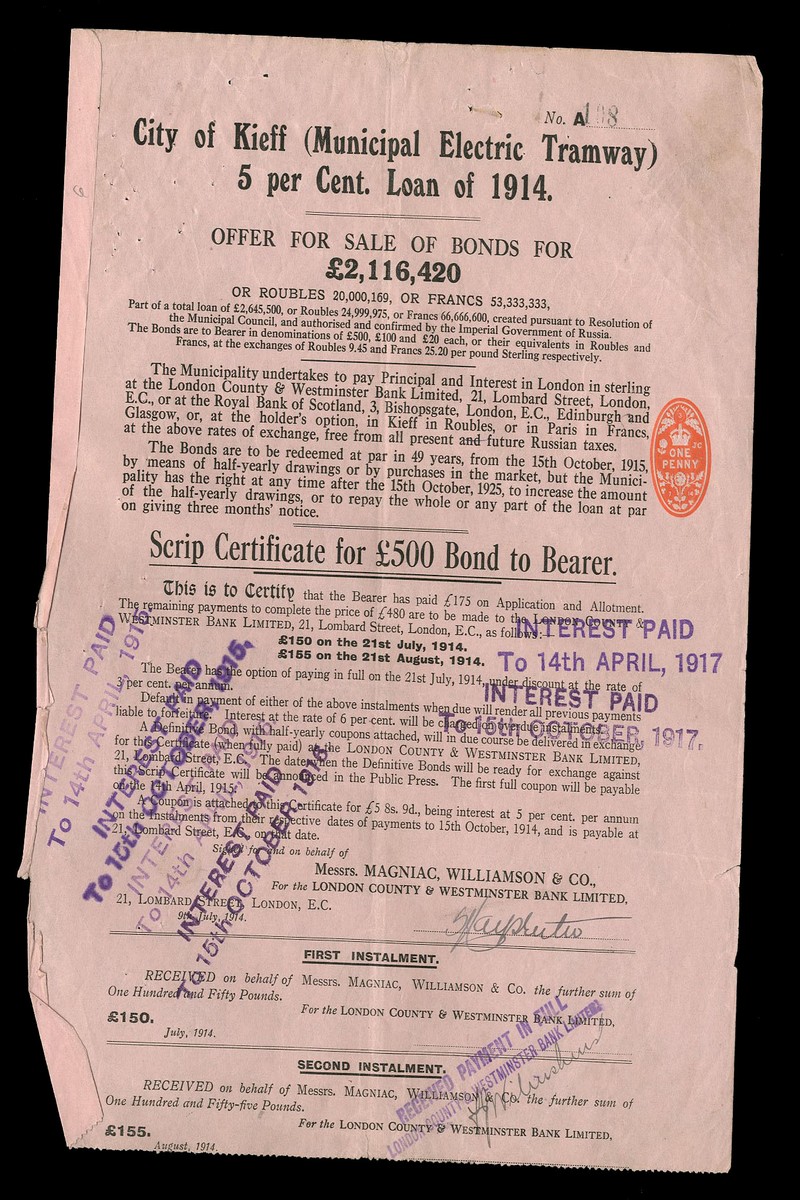 No. A 108
City of Kieff (Municipal Electric Tramway)
5 per Cent. Loan of 1914.
OFFER FOR SALE OF BONDS FOR
£2,116,420
OR ROUBLES 20,000,169, OR FRANCS 53,333,333,
Part of a total loan of £2,645,500, or Roubles 24,999,975, or Francs 66,666,600, created pursuant to Resolution of
the Municipal Council, and authorised and confirmed by the Imperial Government of Russia.
The Bonds are to Bearer in denominations of £500, £100 and £20 each, or their equivalents in Roubles and
Francs, at the exchanges of Roubles 9.45 and Francs 25.20 per pound Sterling respectively.
The Municipality undertakes to pay Principal and Interest in London in sterling
at the London County & Westminster Bank Limited, 21, Lombard Street, London,
E.C., or at the Royal Bank of Scotland, 3, Bishopsgate, London, E.C., Edinburgh and
Glasgow, or, at the holder's option, in Kieff in Roubles, or in Paris in Francs,
at the above rates of exchange, free from all present and future Russian taxes.
The Bonds are to be redeemed at par in 49 years, from the 15th October, 1915,
by means of half-yearly drawings or by purchases in the market, but the Munici-
pality has the right at any time after the 15th October, 1925, to increase the amount
of the half-yearly drawings, or to repay the whole or any part of the loan at par
on giving three months' notice.
JC
ONE
PENNY
Scrip Certificate for £500 Bond to Bearer.
This is to Certify that the Bearer has paid £175 on Application and Allotment.
The remaining payments to complete the price of £480 are to be made to the LONDON COUNTY &
WESTMINSTER BANK LIMITED, 21, Lombard Street, London, E.C., as follows:
£150 on the 21st July, 1914.
£155 on the 21st August, 1914.
The Bearer has the option of paying in full on the 21st July, 1914, under discount at the rate of
3 per cent. per annum.
Default in payment of either of the above instalments when due will render all previous payments
liable to forfeiture. Interest at the rate of 6 per cent. will be charged on overdue instalments.
A Definitive Bond, with half-yearly coupons attached, will in due course be delivered in exchange
for this Certificate (when fully paid) at the LONDON COUNTY & WESTMINSTER BANK LIMITED,
21, Lombard Street, E.C. The date when the Definitive Bonds will be ready for exchange against
this Scrip Certificate will be announced in the Public Press. The first full coupon will be payable
on the 14th April, 1915.
A Coupon is attached to this Certificate for £5 8s. 9d., being interest at 5 per cent. per annum
on the Instalments from their respective dates of payments to 15th October, 1914, and is payable at
21, Lombard Street, E.C., on that date.
Signed for and on behalf of
Messrs. MAGNIAC, WILLIAMSON & CO.,
For the LONDON COUNTY & WESTMINSTER BANK LIMITED,
21, LOMBARD STREET, LONDON, E.C.
9th July, 1914.
INTEREST PAID
To 14th APRIL, 1917
INTEREST PAID
To 15th OCTOBER, 1917.
INTEREST PAID
To 14th APRIL 1915
INTEREST PAID
To 15th OCTOBER 1915.
INTEREST PAID
To 14th APRIL 1916
INTEREST PAID
To 15th OCTOBER, 1916.
FIRST INSTALMENT.
RECEIVED on behalf of Messrs. MAGNIAC, WILLIAMSON & CO. the further sum of
One Hundred and Fifty Pounds.
£150.
For the LONDON COUNTY & WESTMINSTER BANK LIMITED,
July, 1914.
SECOND INSTALMENT.
RECEIVED on behalf of Messrs. MAGNIAC, WILLIAMSON & CO. the further sum of
One Hundred and Fifty-five Pounds.
£155.
For the LONDON COUNTY & WESTMINSTER BANK LIMITED,
August, 1914.
RECEIVED PAYMENT IN FULL
LONDON COUNTY & WESTMINSTER BANK LIMITED